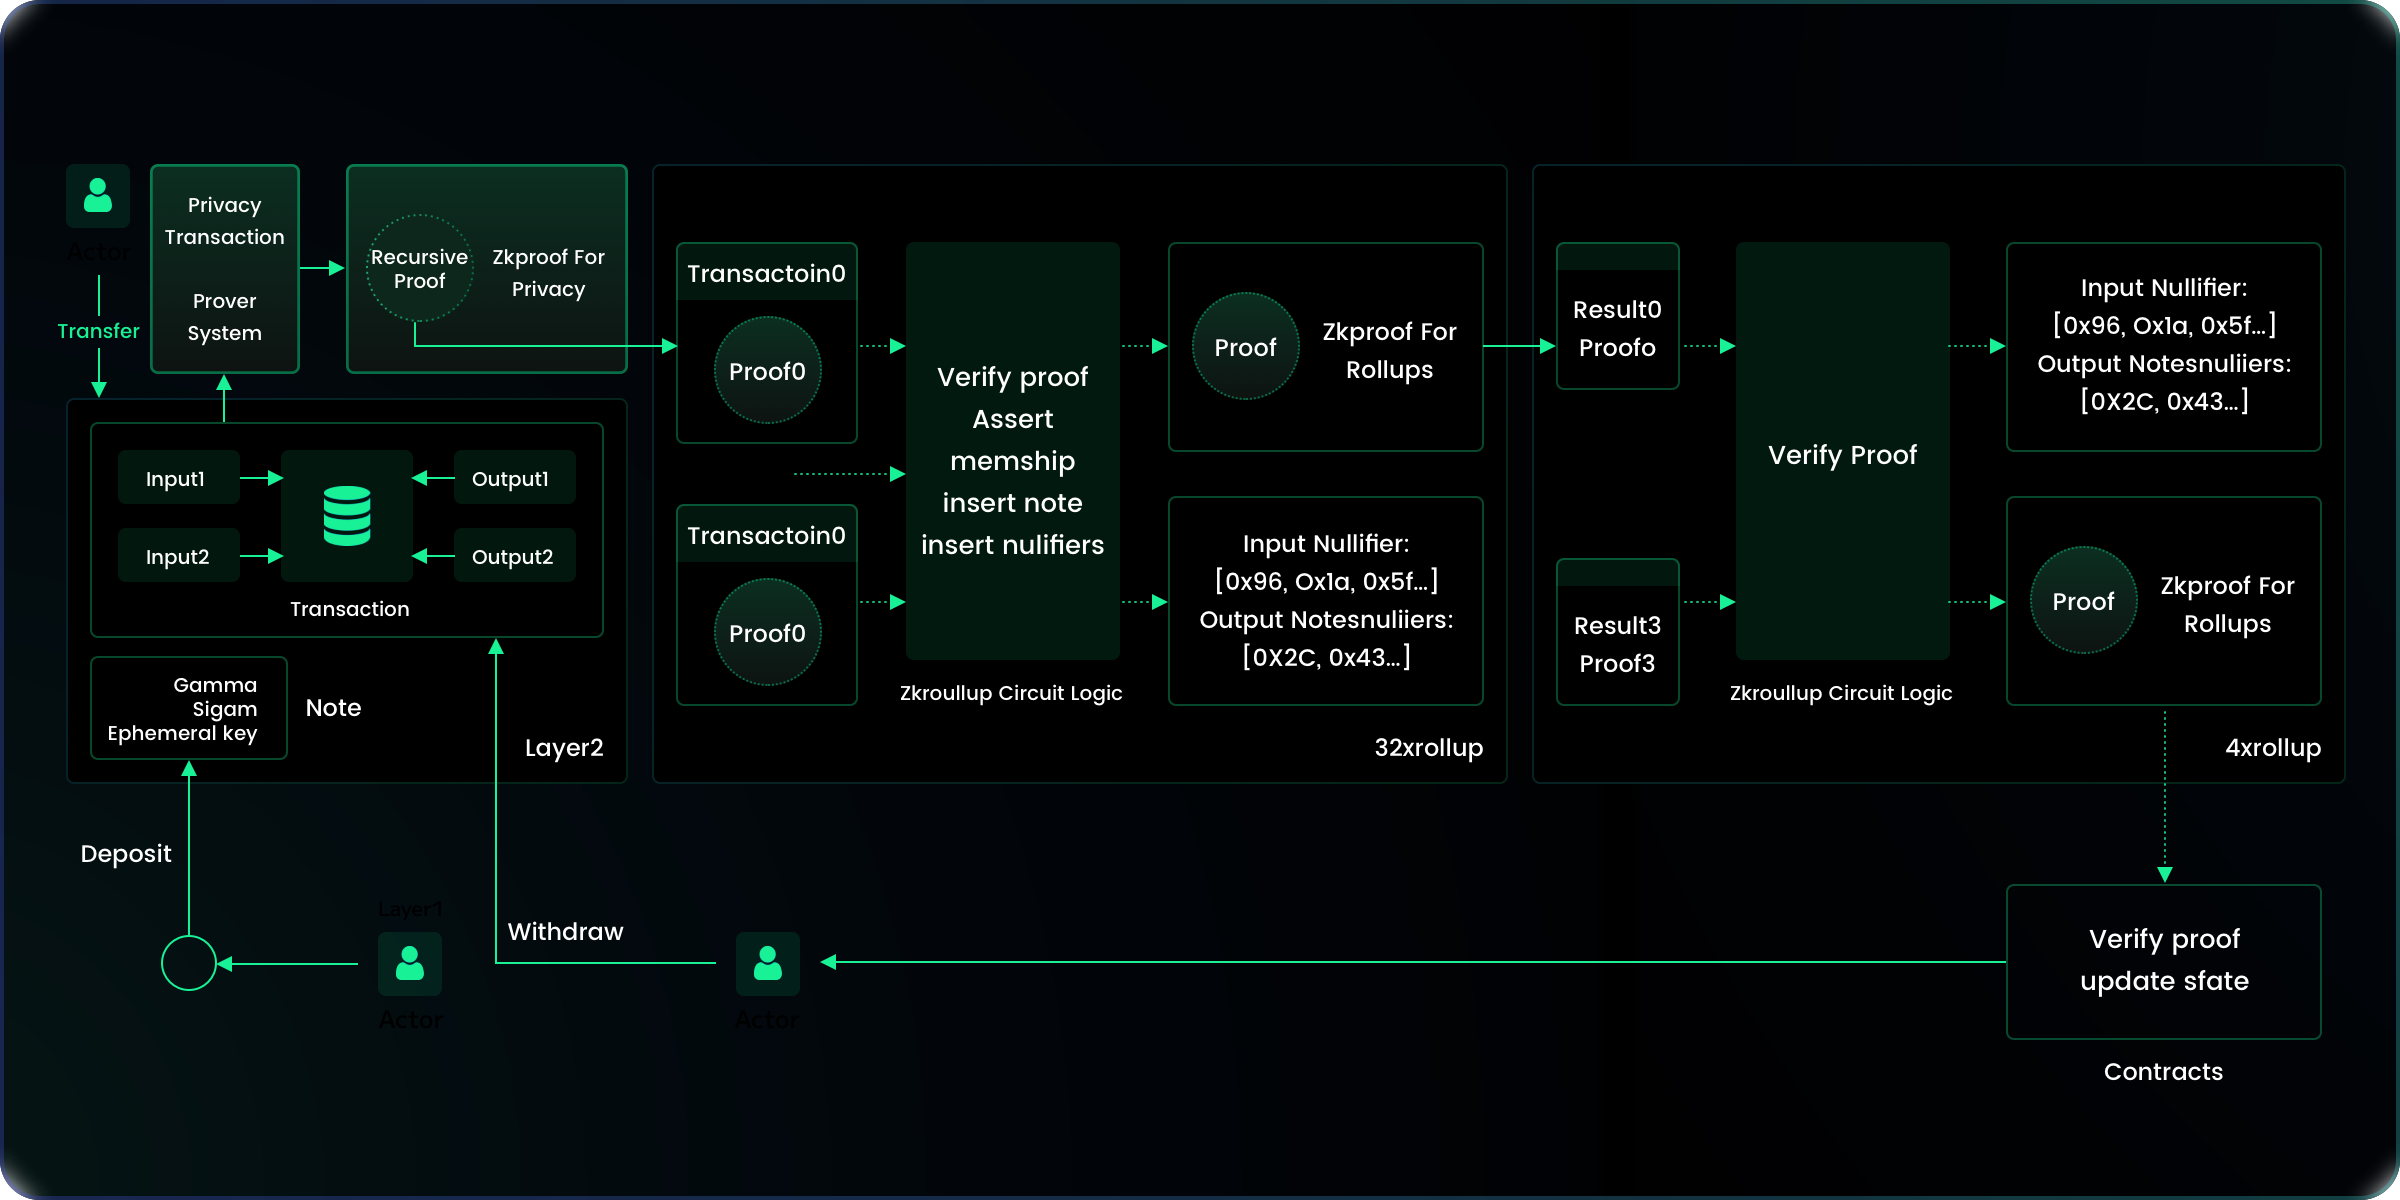 Actor
Transfer
Privacy
Transaction
Prover
System
Recursive
Proof
Zkproof For
Privacy
Input1
Input2
Output1
Output2
Transaction
Gamma
Sigam
Ephemeral key
Note
Layer2
Deposit
Layer1
Actor
Withdraw
Actor
Transactoin0
Proof0
Transactoin0
Proof0
Verify proof
Assert
memship
insert note
insert nulifiers
Zkroullup Circuit Logic
Proof
Zkproof For
Rollups
Input Nullifier:
[0x96, Ox1a, 0x5f...]
Output Notesnuliiers:
[0X2C, 0x43...]
32xrollup
Result0
Proofo
Result3
Proof3
Verify Proof
Zkroullup Circuit Logic
Input Nullifier:
[0x96, Ox1a, 0x5f...]
Output Notesnuliiers:
[0X2C, 0x43...]
Proof
Zkproof For
Rollups
4xrollup
Verify proof
update sfate
Contracts